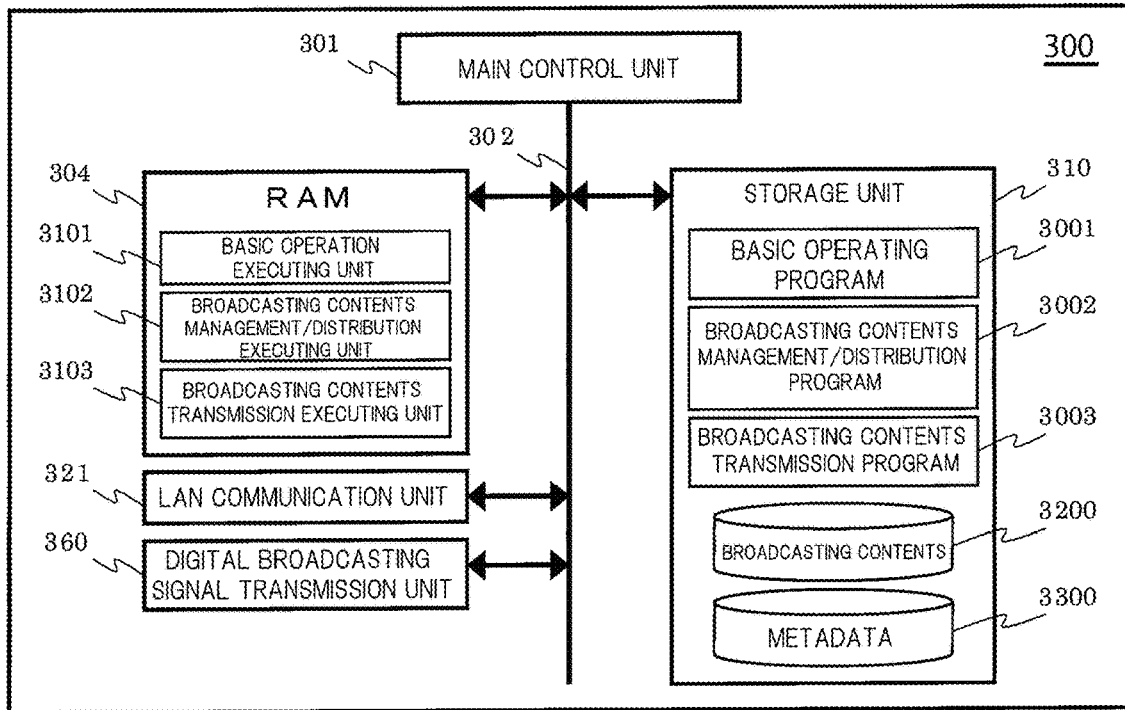 300
301
MAIN CONTROL UNIT
302
304
RAM
3101
BASIC OPERATION
EXECUTING UNIT
3102
BROADCASTING CONTENTS
MANAGEMENT/DISTRIBUTION
EXECUTING UNIT
3103
BROADCASTING CONTENTS
TRANSMISSION EXECUTING UNIT
321
LAN COMMUNICATION UNIT
360
DIGITAL BROADCASTING
SIGNAL TRANSMISSION UNIT
310
STORAGE UNIT
3001
BASIC OPERATING
PROGRAM
3002
BROADCASTING CONTENTS
MANAGEMENT/DISTRIBUTION
PROGRAM
3003
BROADCASTING CONTENTS
TRANSMISSION PROGRAM
3200
BROADCASTING CONTENTS
3300
METADATA